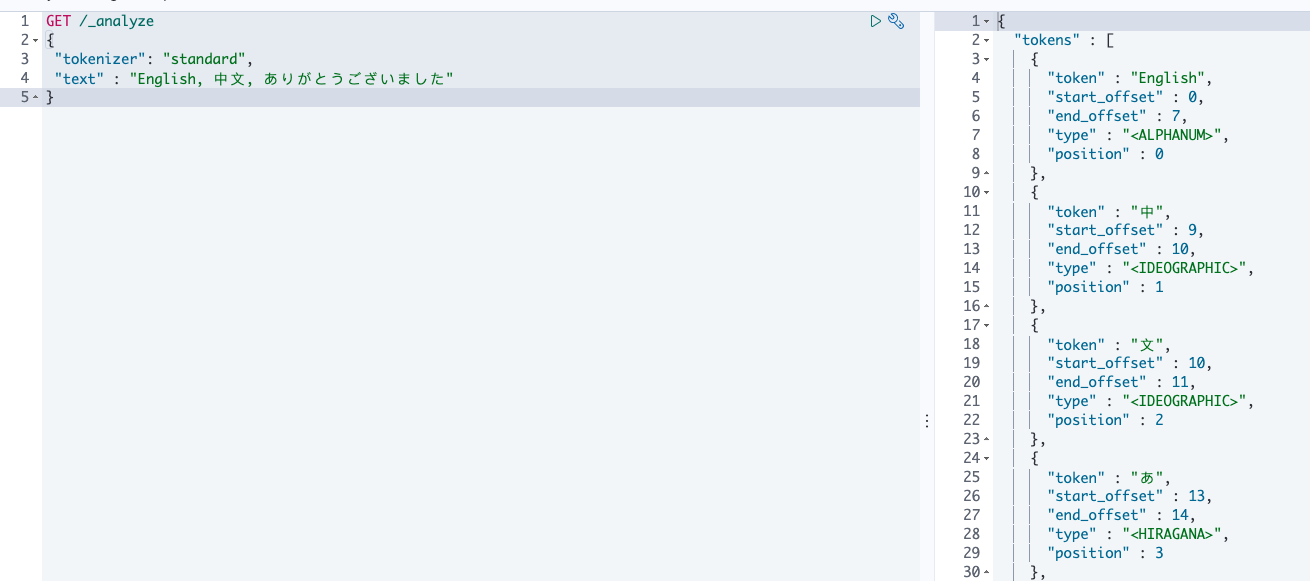 1 GET /_analyze
2 {
3 "tokenizer": "standard",
4 "text" : "English, 中文, ありがとうございました"
5 }
1 {
2 "tokens" : [
3 {
4 "token" : "English",
5 "start_offset" : 0,
6 "end_offset" : 7,
7 "type" : "<ALPHANUM>",
8 "position" : 0
9 },
10 {
11 "token" : "中",
12 "start_offset" : 9,
13 "end_offset" : 10,
14 "type" : "<IDEOGRAPHIC>",
15 "position" : 1
16 },
17 {
18 "token" : "文",
19 "start_offset" : 10,
20 "end_offset" : 11,
21 "type" : "<IDEOGRAPHIC>",
22 "position" : 2
23 },
24 {
25 "token" : "あ",
26 "start_offset" : 13,
27 "end_offset" : 14,
28 "type" : "<HIRAGANA>",
29 "position" : 3
30 },